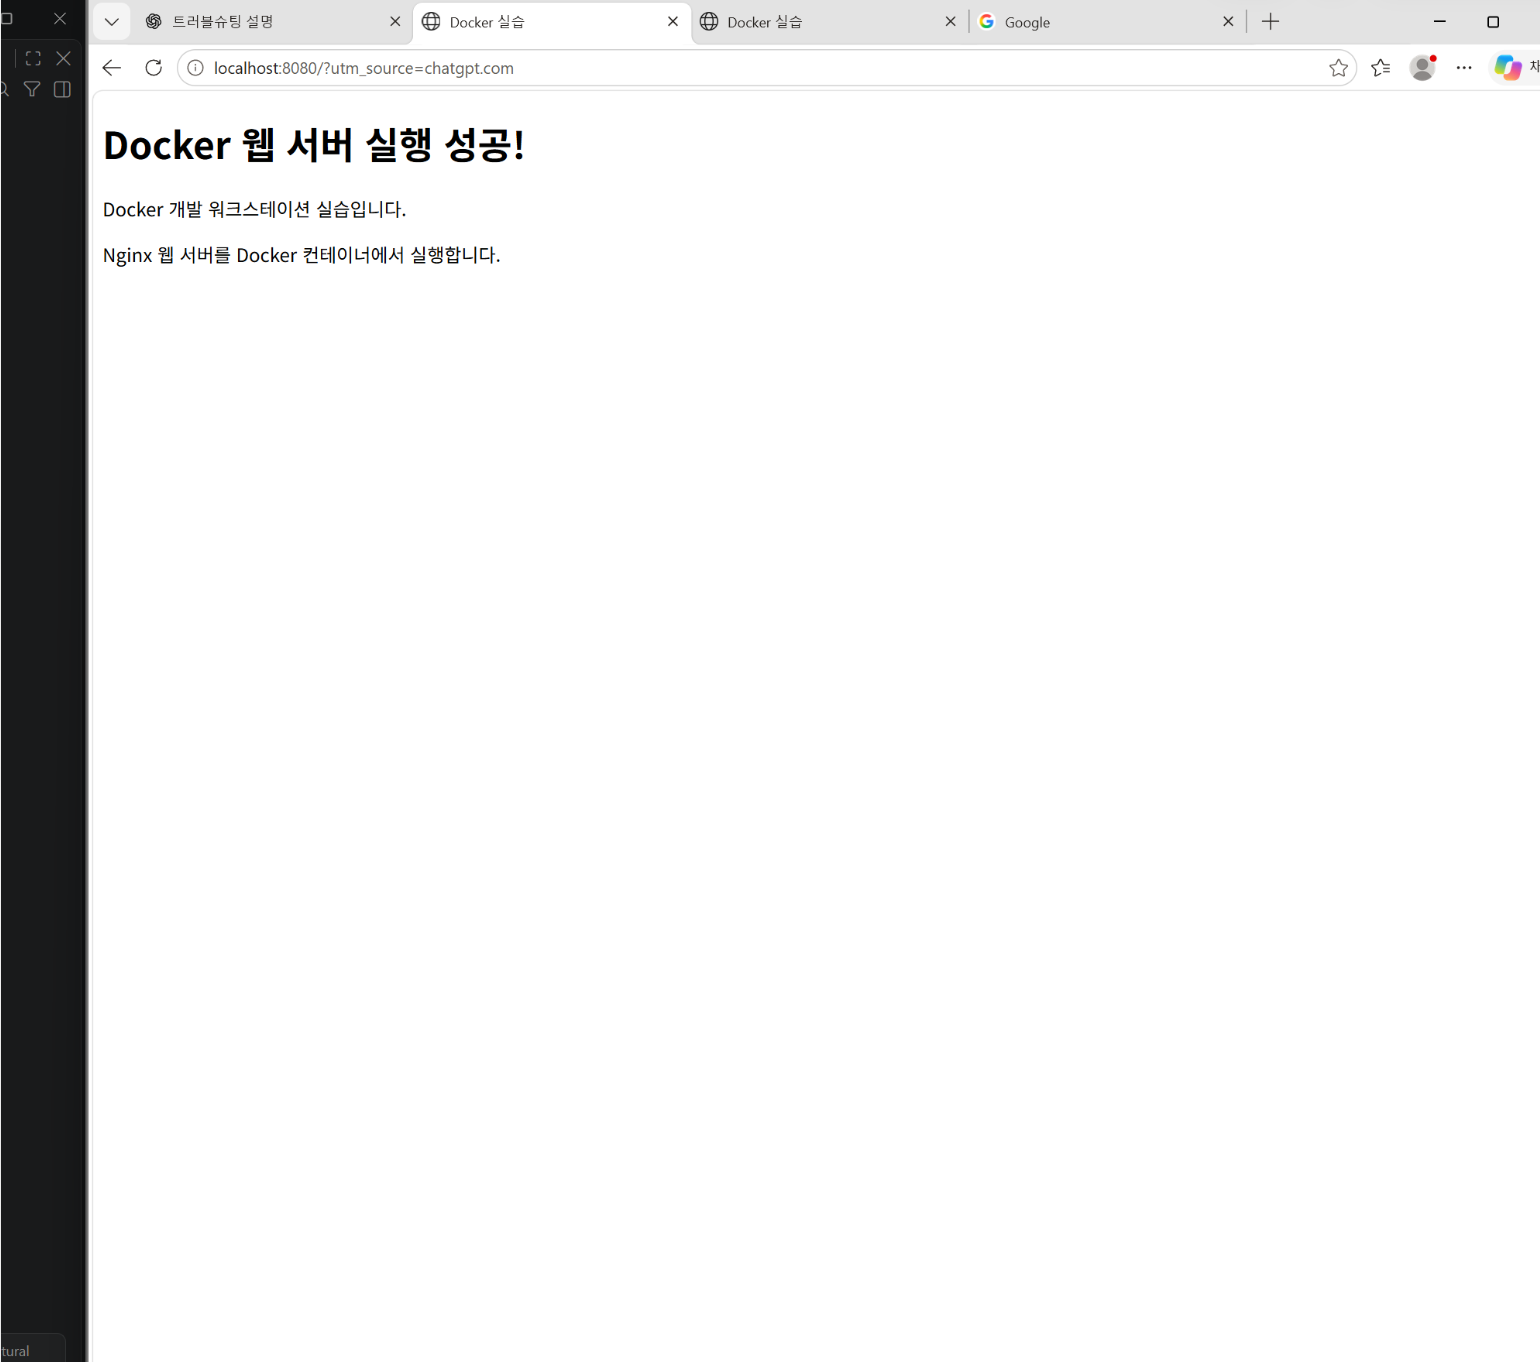 트러블슈팅 설명
Docker 실습
Docker 실습
Google
localhost:8080/?utm_source=chatgpt.com
Docker 웹 서버 실행 성공!
Docker 개발 워크스테이션 실습입니다.
Nginx 웹 서버를 Docker 컨테이너에서 실행합니다.
tural